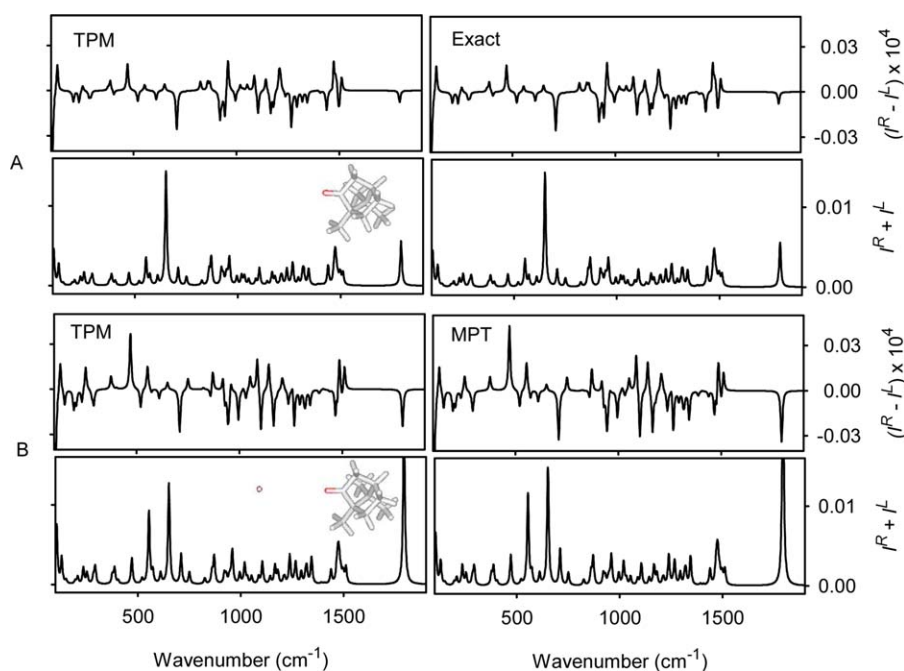 TPM
Exact
0.03
0.00
-0.03
(I^R - I^L) x 10^4
A
0.01
0.00
I^R + I^L
TPM
MPT
0.03
0.00
-0.03
(I^R - I^L) x 10^4
B
0.01
0.00
I^R + I^L
500 1000 1500 500 1000 1500
Wavenumber (cm^-1) Wavenumber (cm^-1)